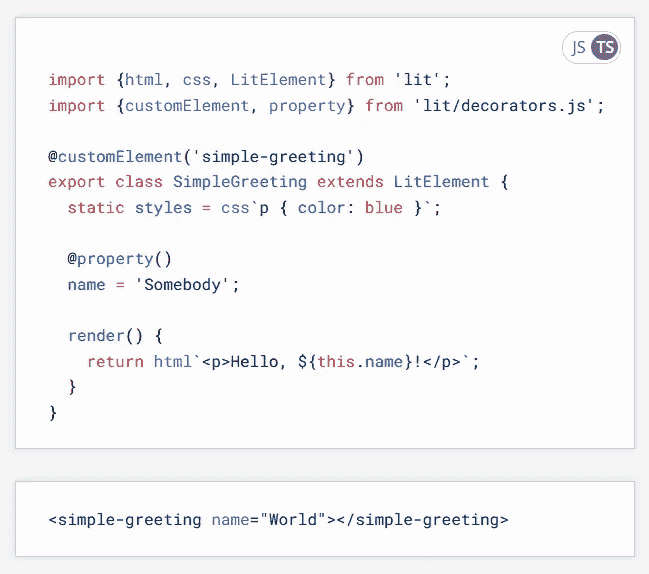 JS TS
import {html, css, LitElement} from 'lit';
import {customElement, property} from 'lit/decorators.js';
@customElement('simple-greeting')
export class SimpleGreeting extends LitElement {
  static styles = css`p { color: blue }`;
  @property()
  name = 'Somebody';
  render() {
    return html`<p>Hello, ${this.name}!</p>`;
  }
}
<simple-greeting name="World"></simple-greeting>